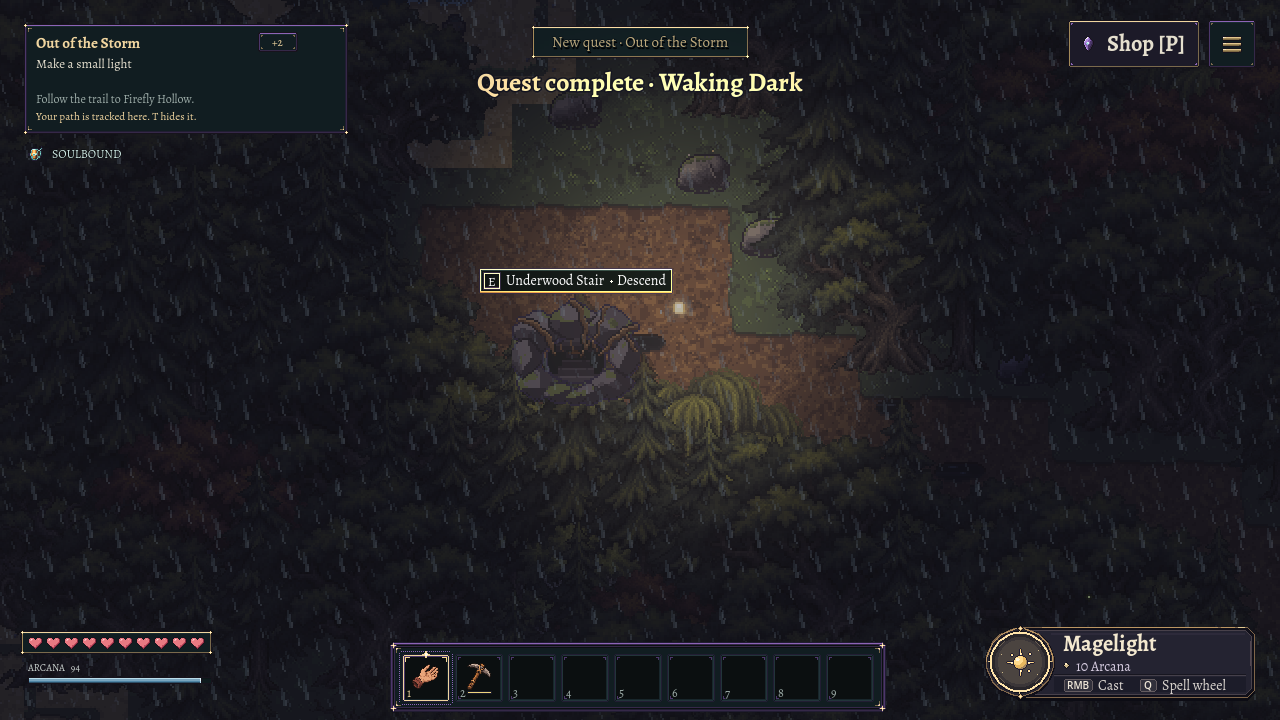 Out of the Storm
+2
Make a small light
Follow the trail to Firefly Hollow.
Your path is tracked here. T hides it.
SOULBOUND
New quest · Out of the Storm
Quest complete · Waking Dark
Shop [P]
E Underwood Stair • Descend
ARCANA 94
1 2 3 4 5 6 7 8 9
Magelight
10 Arcana
RMB Cast Q Spell wheel